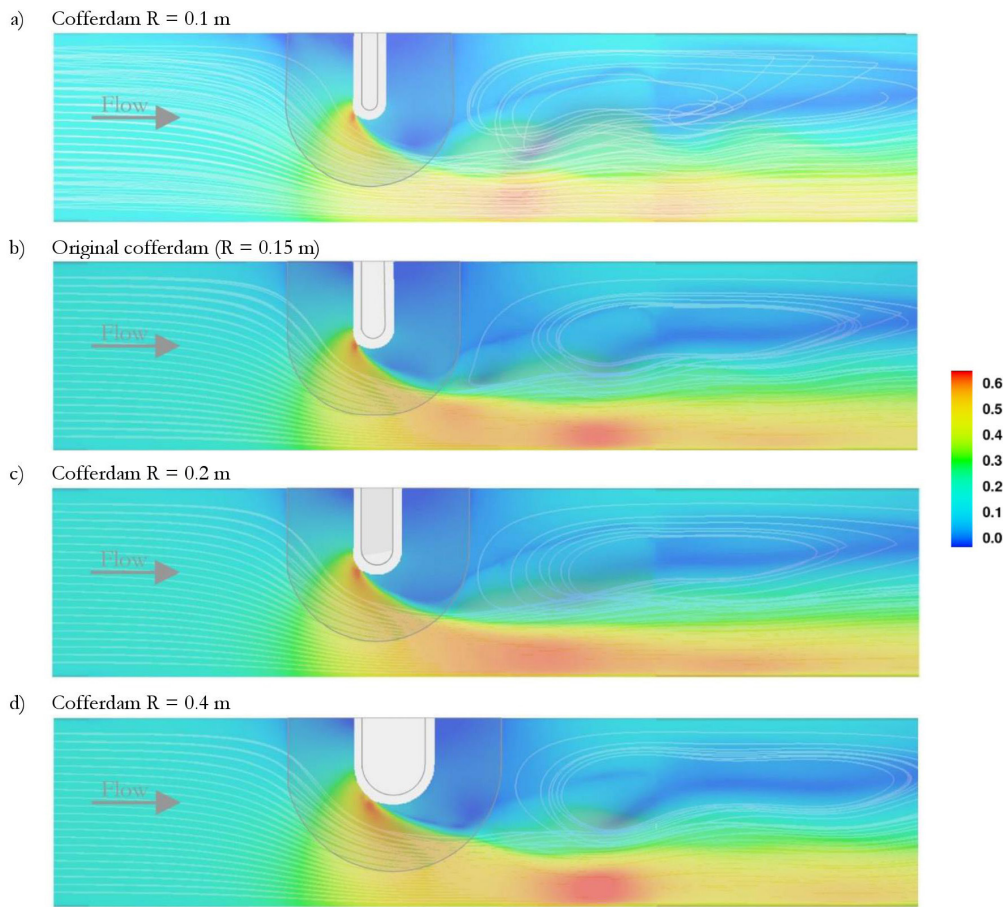 a) Cofferdam R = 0.1 m
Flow
b) Original cofferdam (R = 0.15 m)
Flow
0.6
0.5
0.4
0.3
0.2
0.1
0.0
c) Cofferdam R = 0.2 m
Flow
d) Cofferdam R = 0.4 m
Flow